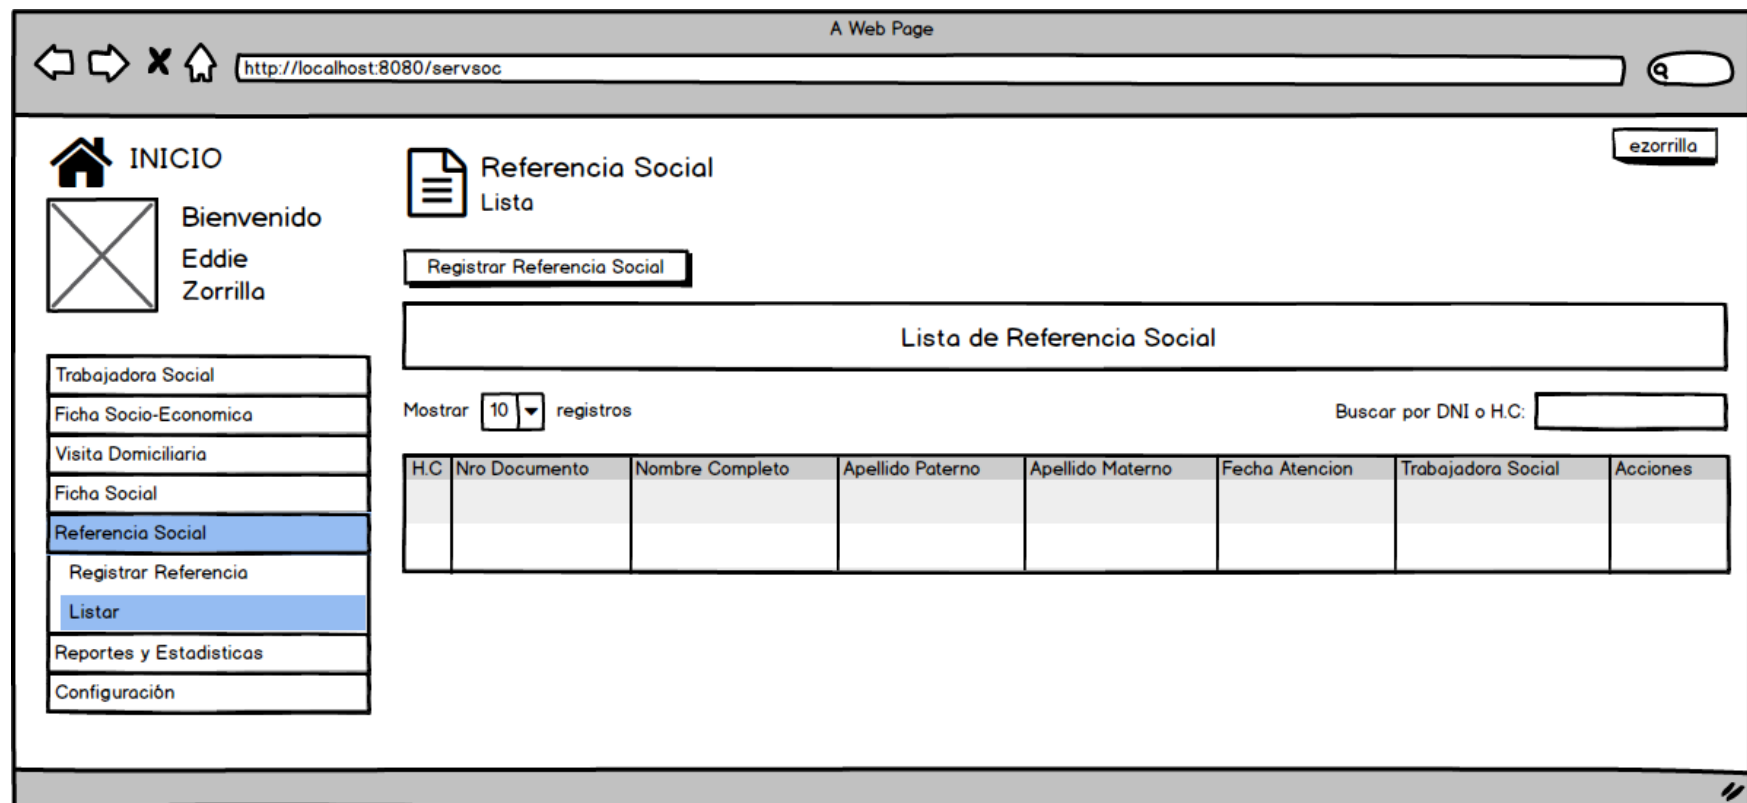 A Web Page
http://localhost:8080/servsoc
INICIO
Bienvenido
Eddie
Zorrilla
Trabajadora Social
Ficha Socio-Economica
Visita Domiciliaria
Ficha Social
Referencia Social
Registrar Referencia
Listar
Reportes y Estadisticas
Configuración
ezorrilla
Referencia Social
Lista
Registrar Referencia Social
Lista de Referencia Social
Mostrar 10 registros
Buscar por DNI o H.C:
H.C Nro Documento Nombre Completo Apellido Paterno Apellido Materno Fecha Atencion Trabajadora Social Acciones